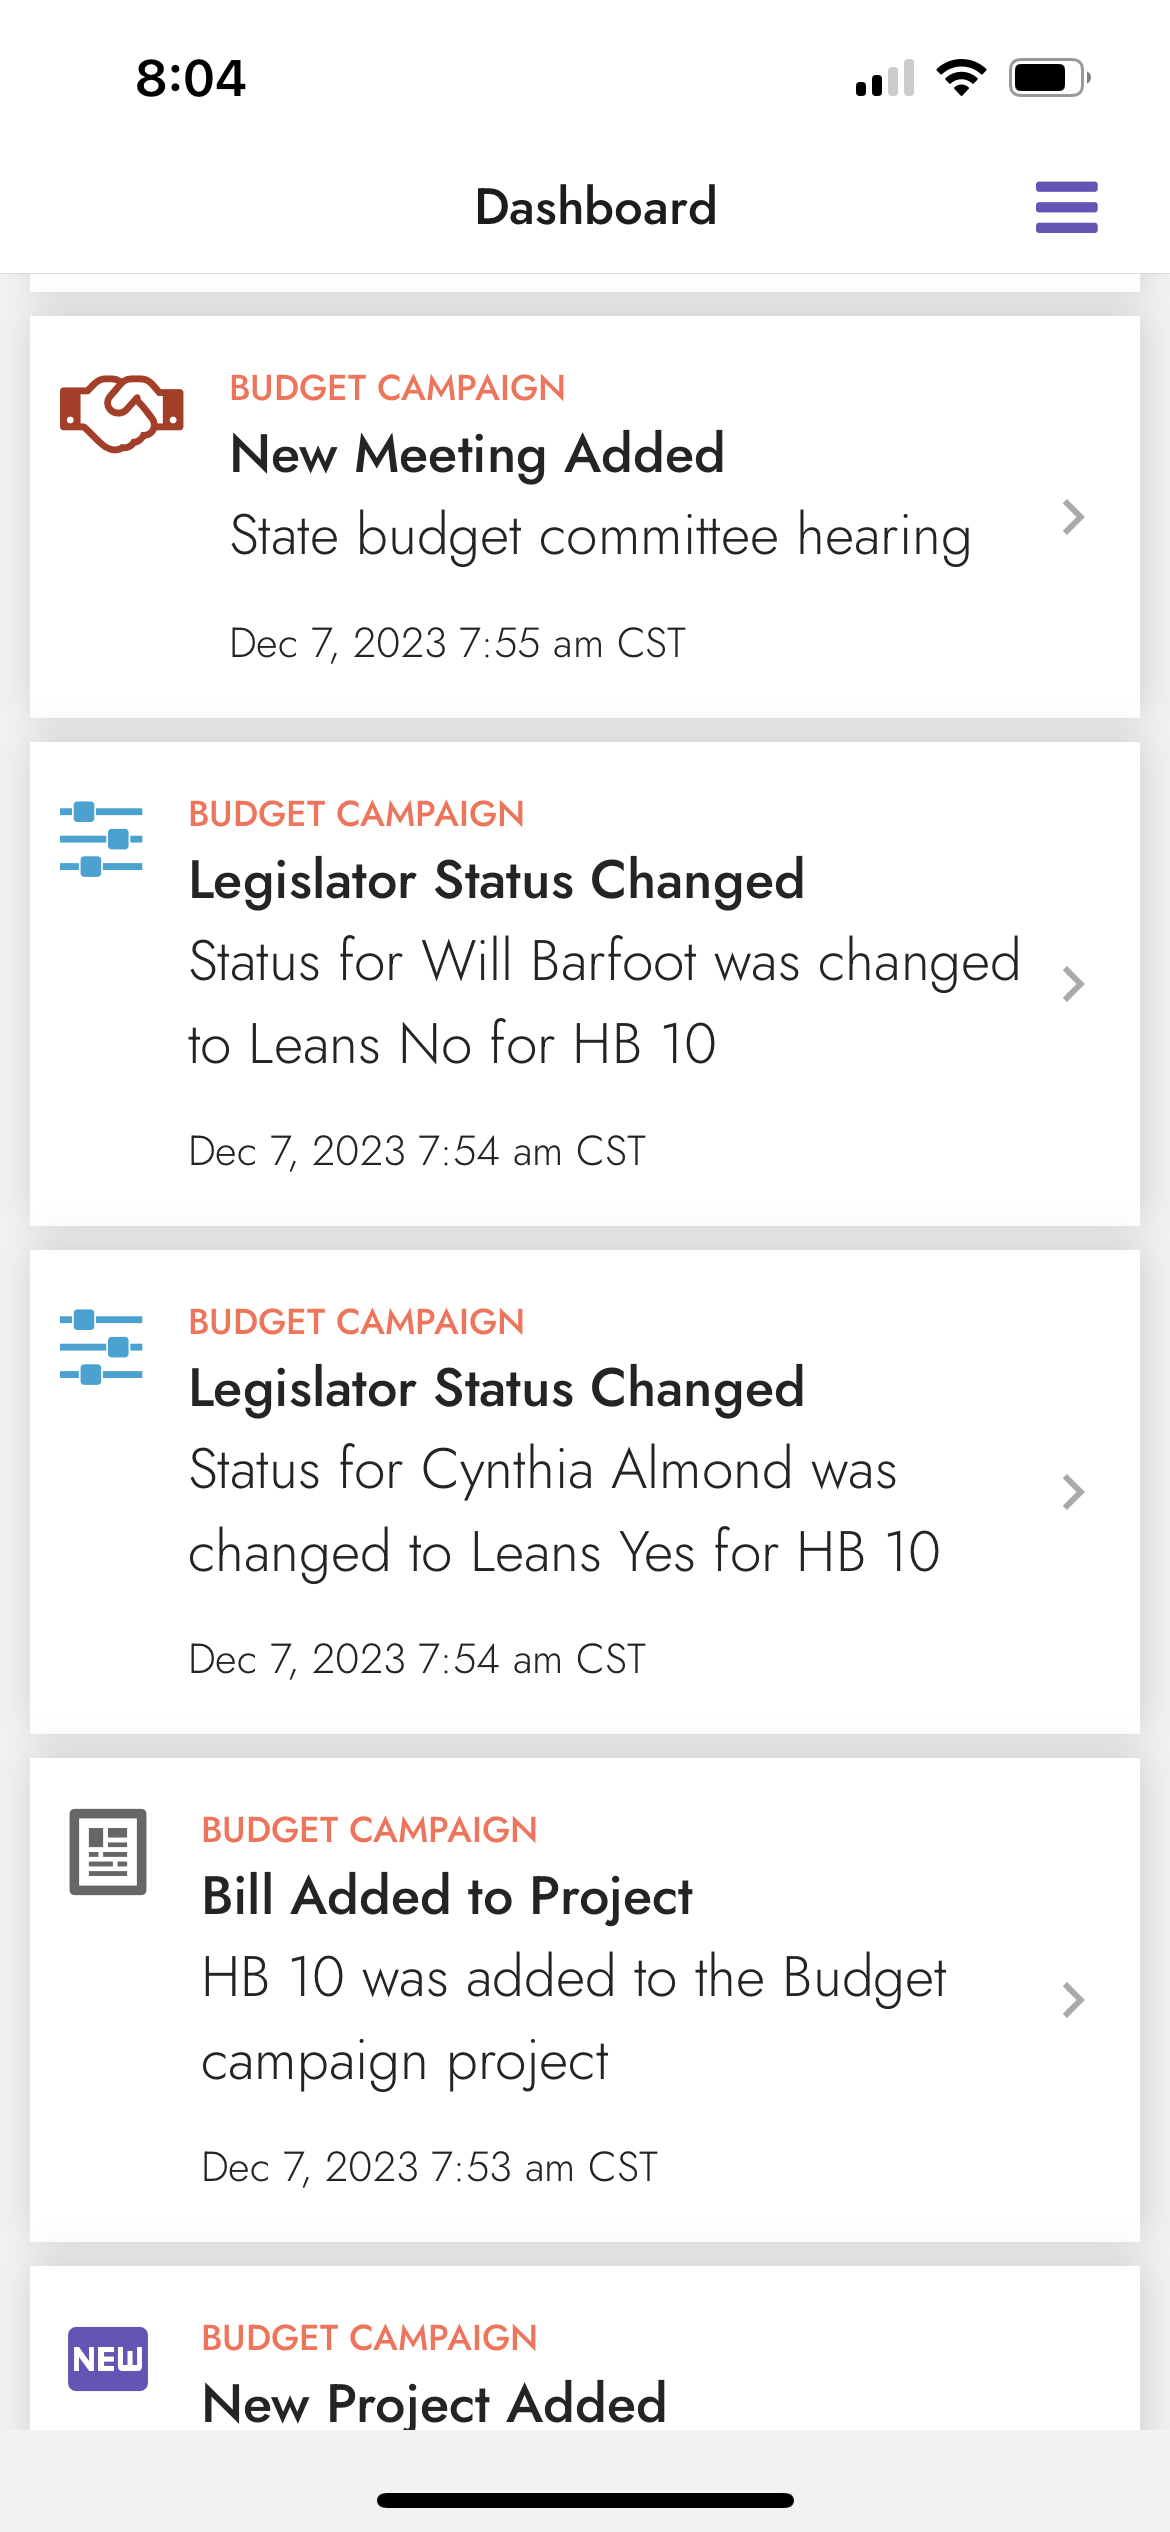 8:04
Dashboard
BUDGET CAMPAIGN
New Meeting Added
State budget committee hearing
Dec 7, 2023 7:55 am CST
BUDGET CAMPAIGN
Legislator Status Changed
Status for Will Barfoot was changed
to Leans No for HB 10
Dec 7, 2023 7:54 am CST
BUDGET CAMPAIGN
Legislator Status Changed
Status for Cynthia Almond was
changed to Leans Yes for HB 10
Dec 7, 2023 7:54 am CST
BUDGET CAMPAIGN
Bill Added to Project
HB 10 was added to the Budget
campaign project
Dec 7, 2023 7:53 am CST
NEW
BUDGET CAMPAIGN
New Project Added